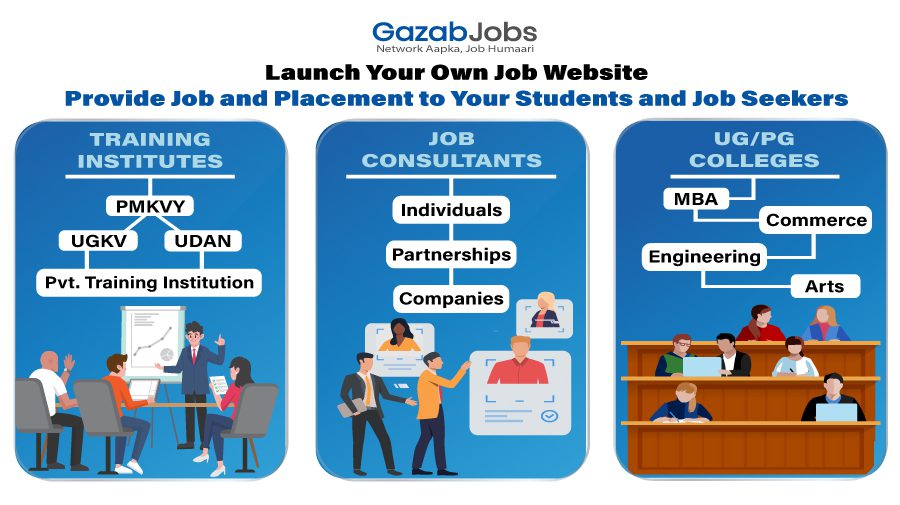 GazabJobs
Network Aapka, Job Humaari
Launch Your Own Job Website
Provide Job and Placement to Your Students and Job Seekers
TRAINING
INSTITUTES
PMKVY
UGKV
UDAN
Pvt. Training Institution
JOB
CONSULTANTS
Individuals
Partnerships
Companies
UG/PG
COLLEGES
MBA
Commerce
Engineering
Arts